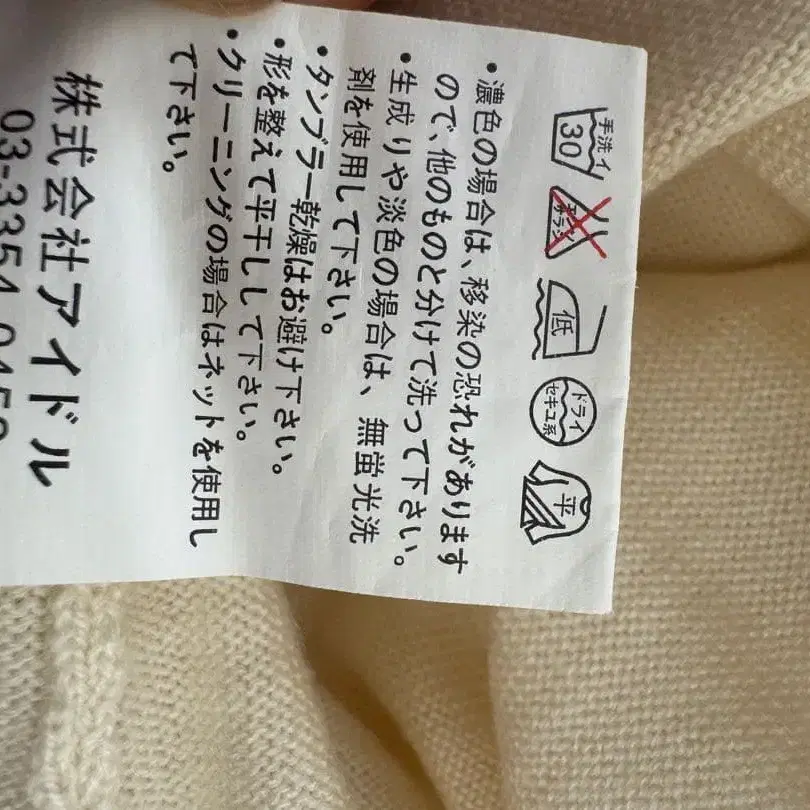 手洗イ
30
エンソサラシ
低
ドライ
セキユ系
平
・濃色の場合は、移染の恐れがあります
ので、他のものと分けて洗って下さい。
・生成りや淡色の場合は、無蛍光洗
剤を使用して下さい。
・タンブラー乾燥はお避け下さい。
・形を整えて平干しして下さい。
・クリーニングの場合はネットを使用し
て下さい。
株式会社アイドル